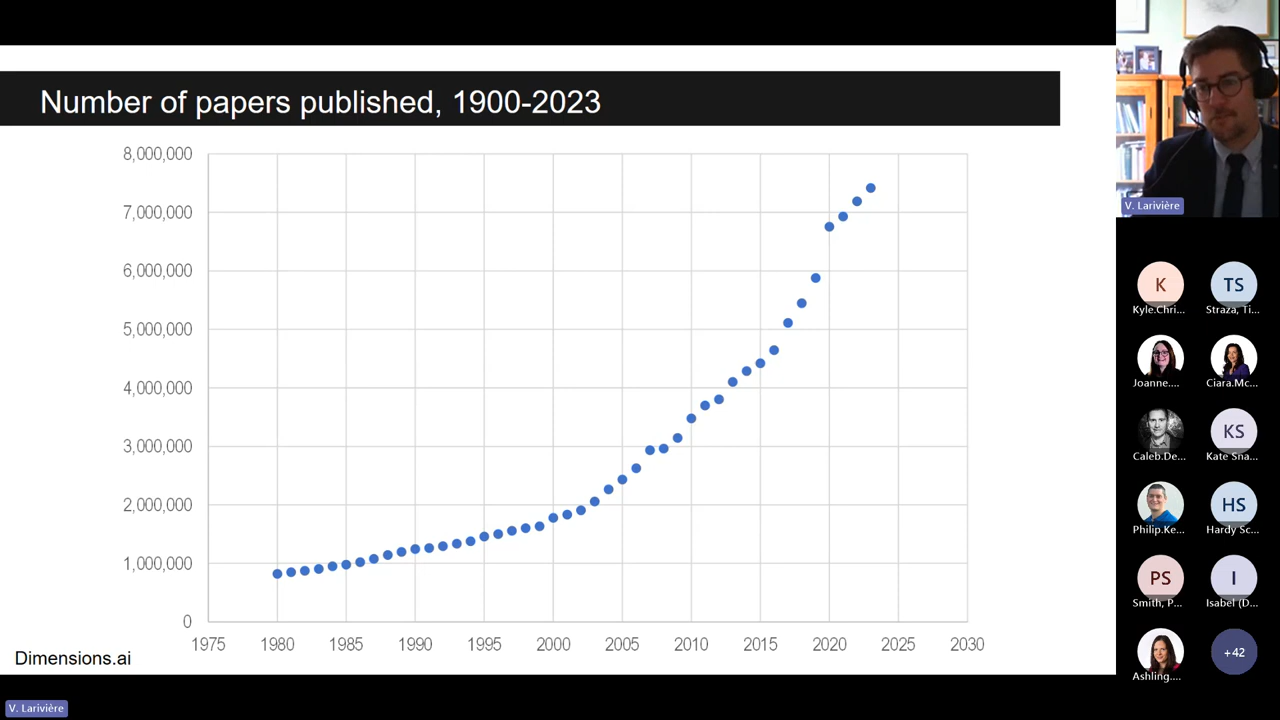 Number of papers published, 1900-2023
8,000,000
7,000,000
6,000,000
5,000,000
4,000,000
3,000,000
2,000,000
1,000,000
0
1975 1980 1985 1990 1995 2000 2005 2010 2015 2020 2025 2030
Dimensions.ai
V. Larivière
V. Larivière
K TS
Kyle.Chri... Straza, Ti...
Joanne.... Ciara.Mc...
KS
Caleb.De... Kate Sna...
HS
Philip.Ke... Hardy Sc...
PS I
Smith, P... Isabel (D...
+42
Ashling....